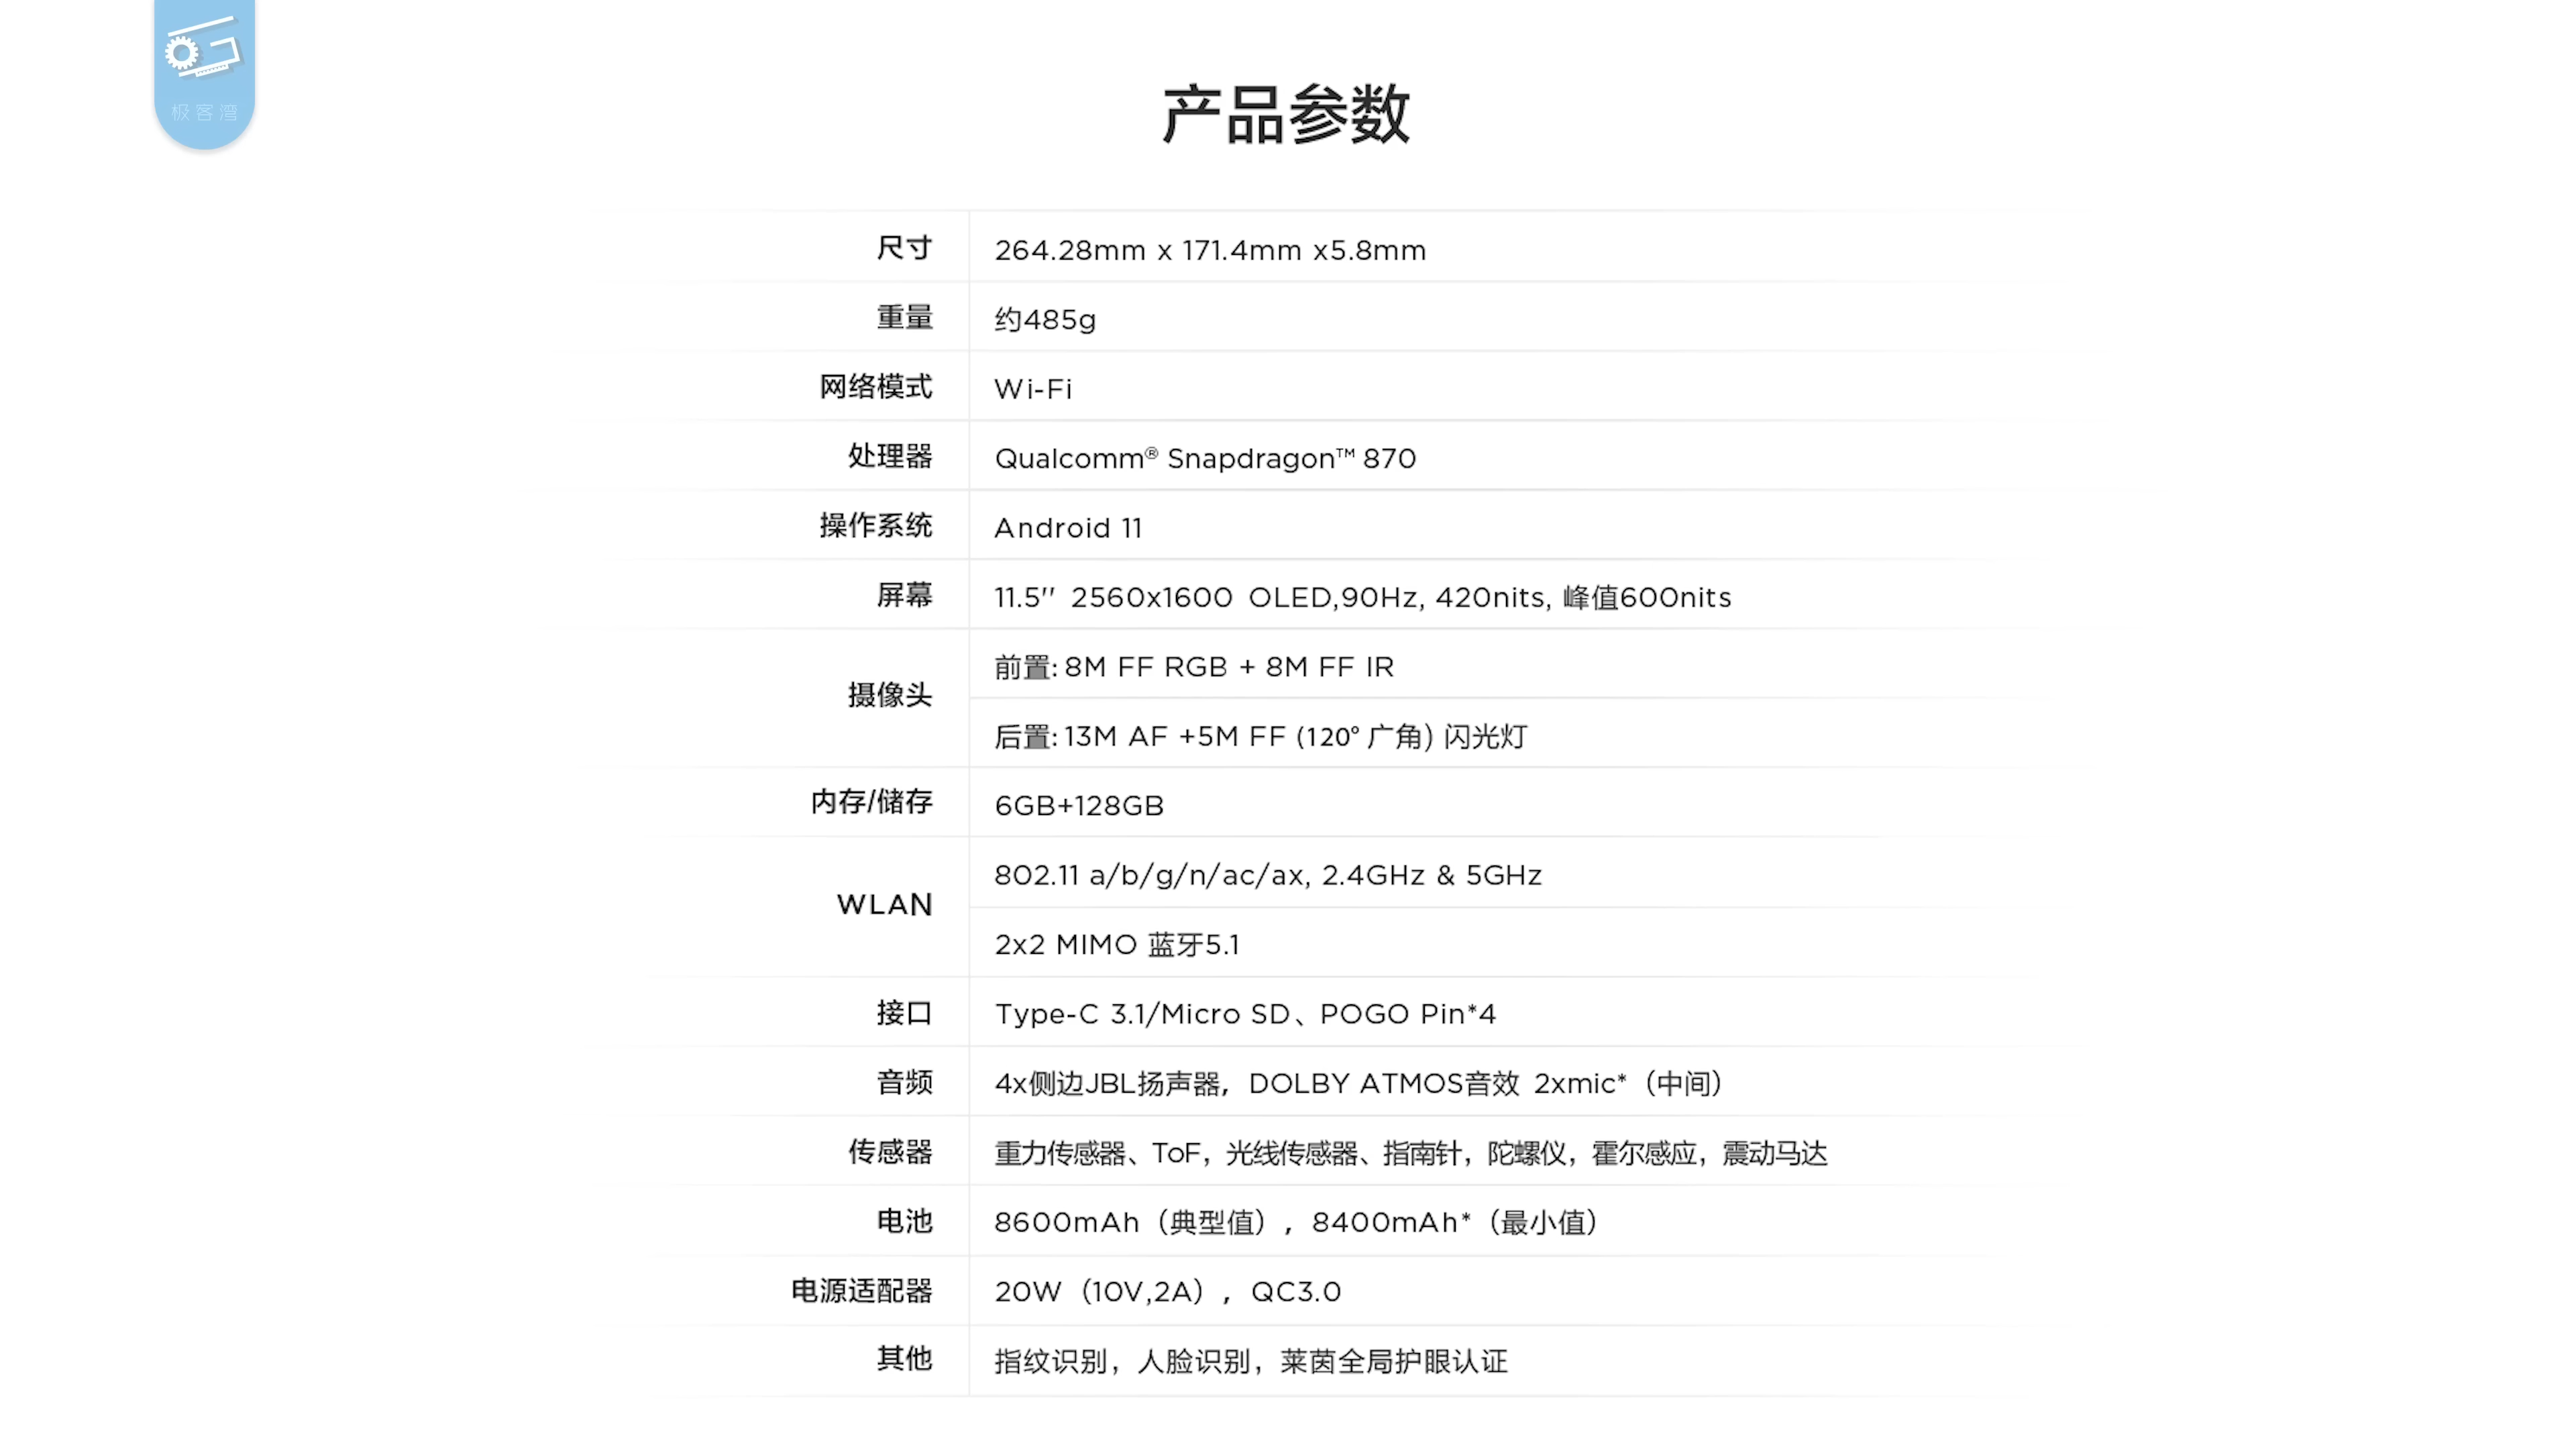 极客湾
产品参数
尺寸 264.28mm x 171.4mm x5.8mm
重量 约485g
网络模式 Wi-Fi
处理器 Qualcomm® Snapdragon™ 870
操作系统 Android 11
屏幕 11.5′′ 2560x1600 OLED,90Hz, 420nits, 峰值600nits
摄像头
前置: 8M FF RGB + 8M FF IR
后置: 13M AF +5M FF (120° 广角) 闪光灯
内存/储存 6GB+128GB
WLAN
802.11 a/b/g/n/ac/ax, 2.4GHz & 5GHz
2x2 MIMO 蓝牙5.1
接口 Type-C 3.1/Micro SD、POGO Pin*4
音频 4x侧边JBL扬声器，DOLBY ATMOS音效 2xmic*（中间）
传感器 重力传感器、ToF，光线传感器、指南针，陀螺仪，霍尔感应，震动马达
电池 8600mAh（典型值），8400mAh*（最小值）
电源适配器 20W（10V,2A），QC3.0
其他 指纹识别，人脸识别，莱茵全局护眼认证